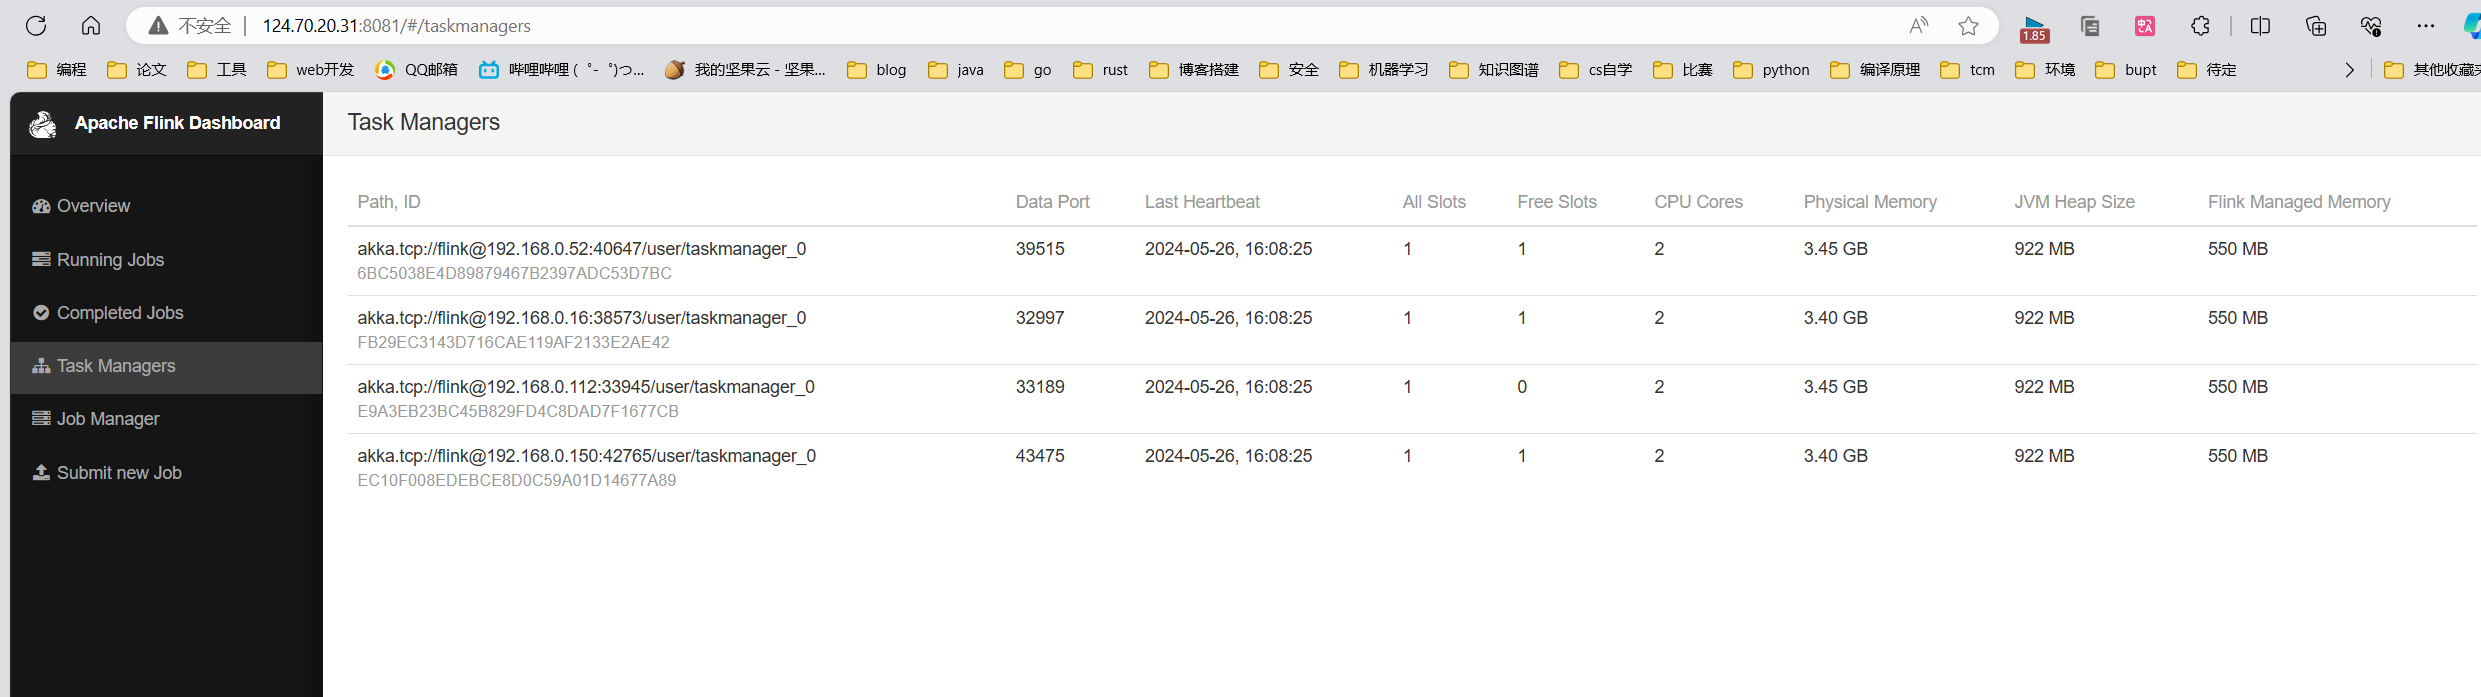 不安全 | 124.70.20.31:8081/#/taskmanagers
1.85
编程 论文 工具 web开发 QQ邮箱 哔哩哔哩 ( ゜- ゜)つ... 我的坚果云 - 坚果... blog java go rust 博客搭建 安全 机器学习 知识图谱 cs自学 比赛 python 编译原理 tcm 环境 bupt 待定 其他收藏夹
Apache Flink Dashboard
Task Managers
Overview
Running Jobs
Completed Jobs
Task Managers
Job Manager
Submit new Job
Path, ID Data Port Last Heartbeat All Slots Free Slots CPU Cores Physical Memory JVM Heap Size Flink Managed Memory
akka.tcp://flink@192.168.0.52:40647/user/taskmanager_0 39515 2024-05-26, 16:08:25 1 1 2 3.45 GB 922 MB 550 MB
6BC5038E4D89879467B2397ADC53D7BC
akka.tcp://flink@192.168.0.16:38573/user/taskmanager_0 32997 2024-05-26, 16:08:25 1 1 2 3.40 GB 922 MB 550 MB
FB29EC3143D716CAE119AF2133E2AE42
akka.tcp://flink@192.168.0.112:33945/user/taskmanager_0 33189 2024-05-26, 16:08:25 1 0 2 3.45 GB 922 MB 550 MB
E9A3EB23BC45B829FD4C8DAD7F1677CB
akka.tcp://flink@192.168.0.150:42765/user/taskmanager_0 43475 2024-05-26, 16:08:25 1 1 2 3.40 GB 922 MB 550 MB
EC10F008EDEBCE8D0C59A01D14677A89